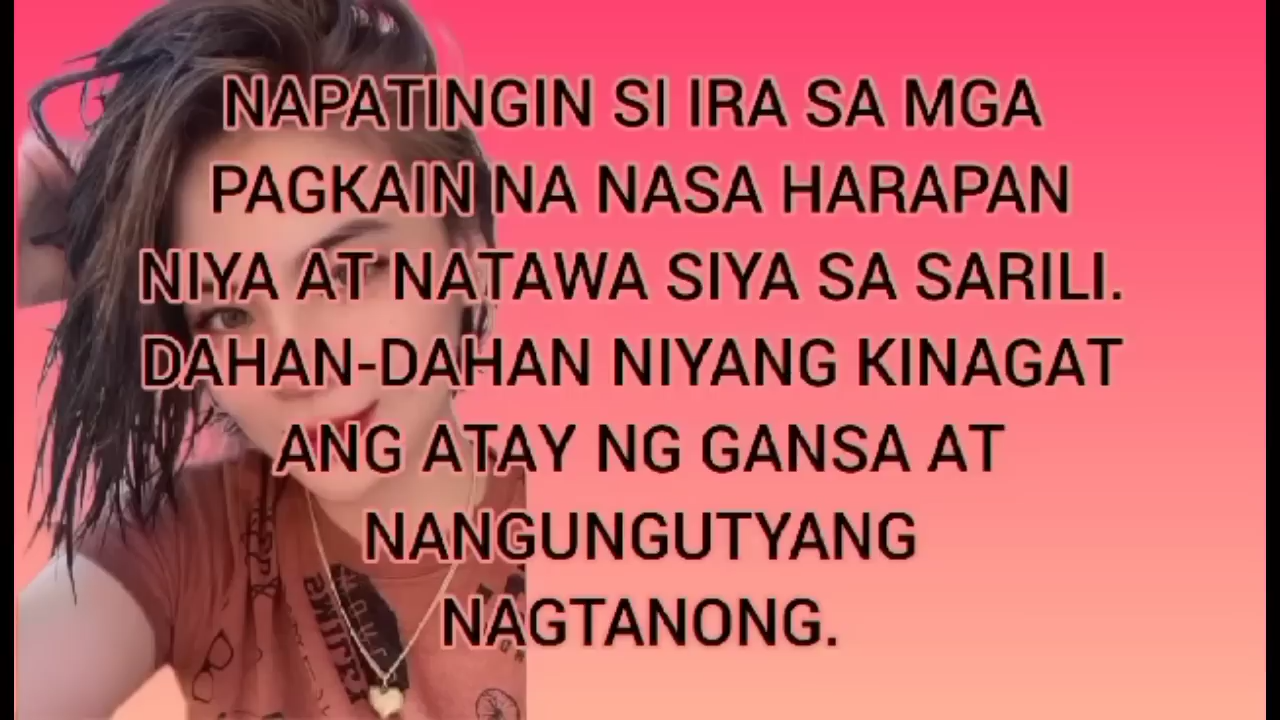 NAPATINGIN SI IRA SA MGA
PAGKAIN NA NASA HARAPAN
NIYA AT NATAWA SIYA SA SARILI.
DAHAN-DAHAN NIYANG KINAGAT
ANG ATAY NG GANSA AT
NANGUNGUTYANG
NAGTANONG.